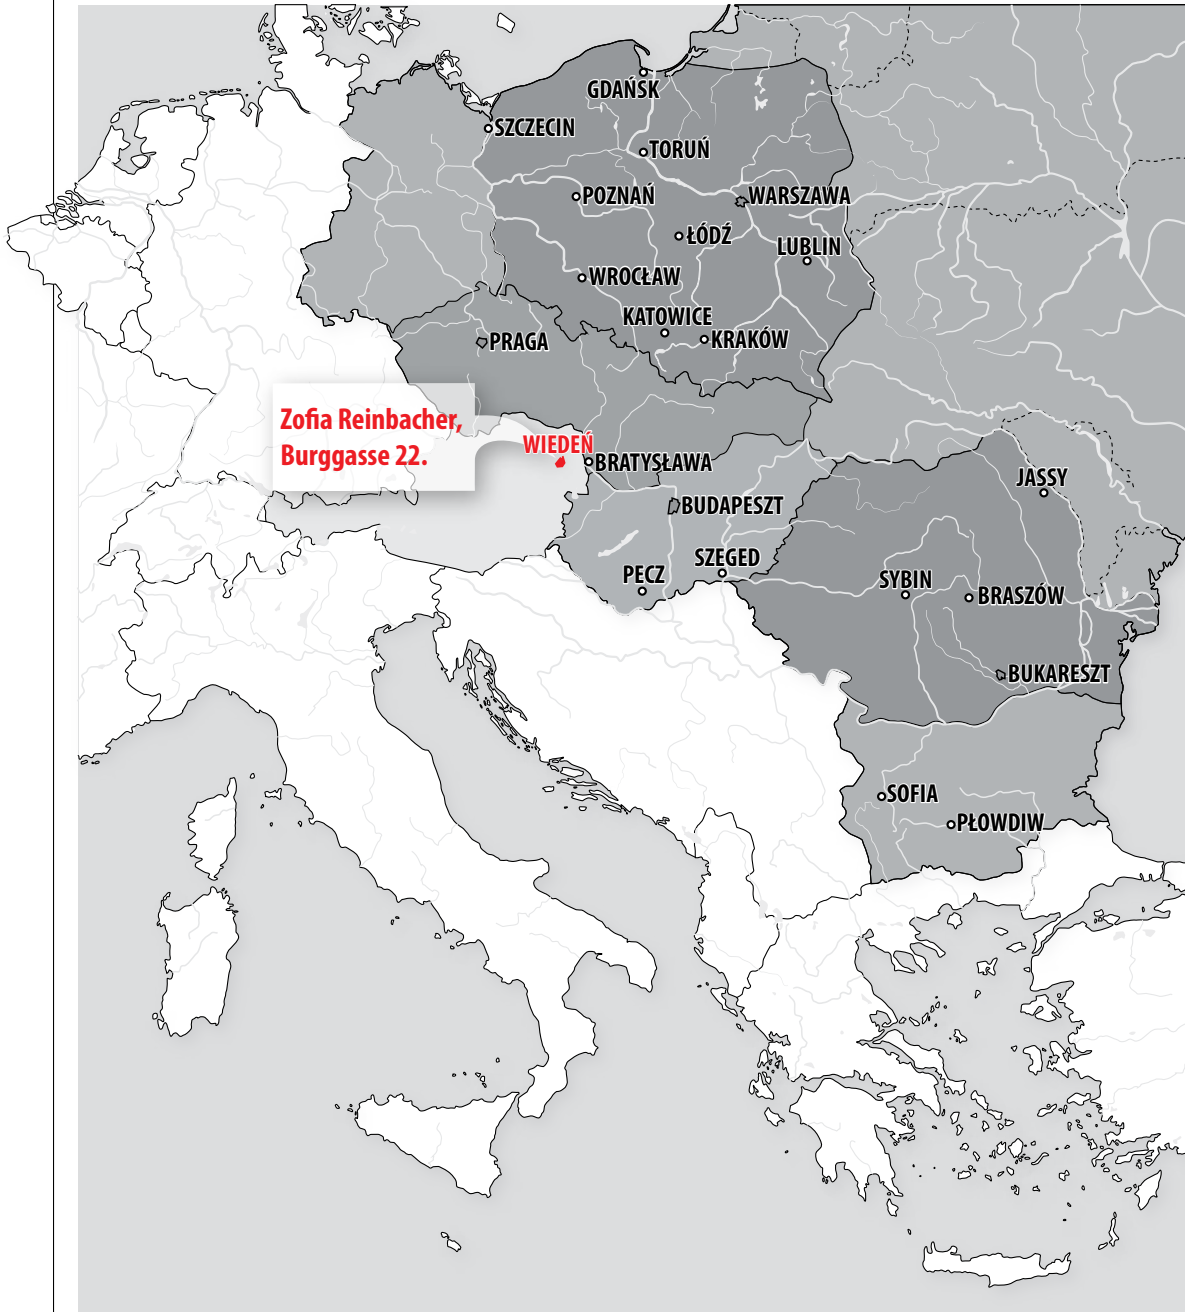 GDAŃSK
SZCZECIN
TORUŃ
POZNAŃ
WARSZAWA
ŁÓDŹ
LUBLIN
WROCŁAW
KATOWICE
KRAKÓW
PRAGA
Zofia Reinbacher,
Burggasse 22.
WIEDEŃ
BRATYSŁAWA
JASSY
BUDAPESZT
SZEGED
PECZ
SYBIN
BRASZÓW
BUKARESZT
SOFIA
PŁOWDIW